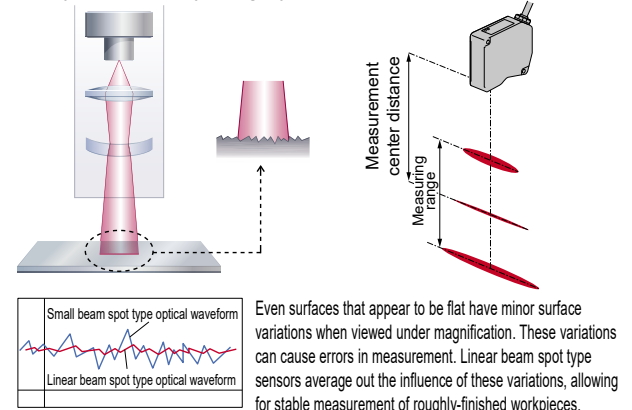 Measurement
center distance
Measuring
range
Small beam spot type optical waveform
Linear beam spot type optical waveform
Even surfaces that appear to be flat have minor surface
variations when viewed under magnification. These variations
can cause errors in measurement. Linear beam spot type
sensors average out the influence of these variations, allowing
for stable measurement of roughly-finished workpieces.